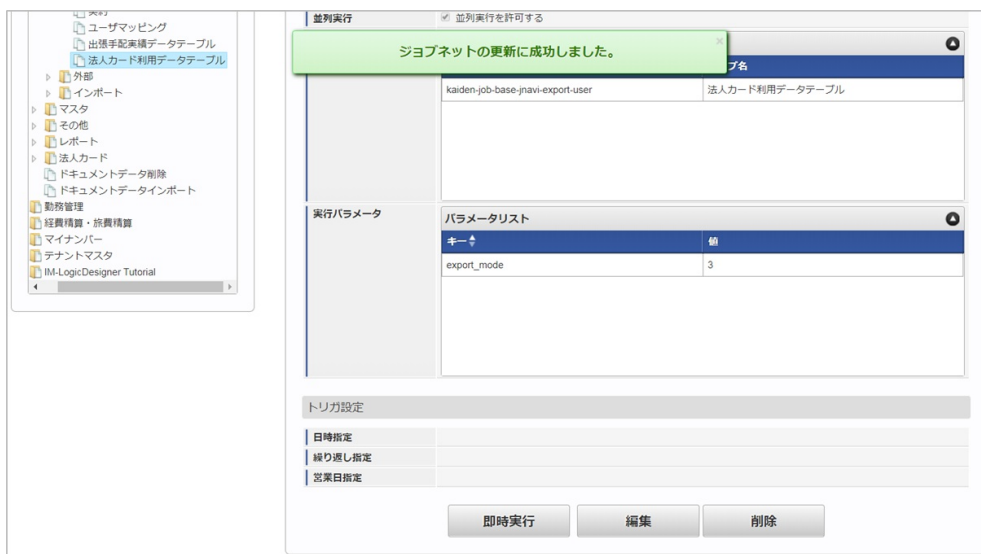 ユーザマッピング
出張手配実績データテーブル
法人カード利用データテーブル
外部
インポート
マスタ
その他
レポート
法人カード
ドキュメントデータ削除
ドキュメントデータインポート
勤務管理
経費精算・旅費精算
マイナンバー
テナントマスタ
IM-LogicDesigner Tutorial
並列実行
並列実行を許可する
ジョブネットの更新に成功しました。
×
ブ名
kaiden-job-base-jnavi-export-user 法人カード利用データテーブル
実行パラメータ
パラメータリスト
キー 値
export_mode 3
トリガ設定
日時指定
繰り返し指定
営業日指定
即時実行 編集 削除